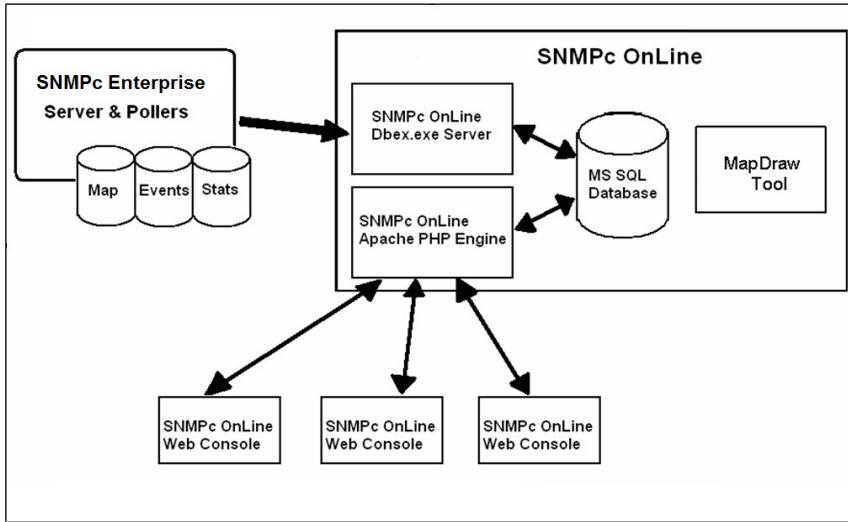 SNMPc Enterprise
Server & Pollers
Map
Events
Stats
SNMPc OnLine
SNMPc OnLine
Dbex.exe Server
SNMPc OnLine
Apache PHP Engine
MS SQL
Database
MapDraw
Tool
SNMPc OnLine
Web Console
SNMPc OnLine
Web Console
SNMPc OnLine
Web Console